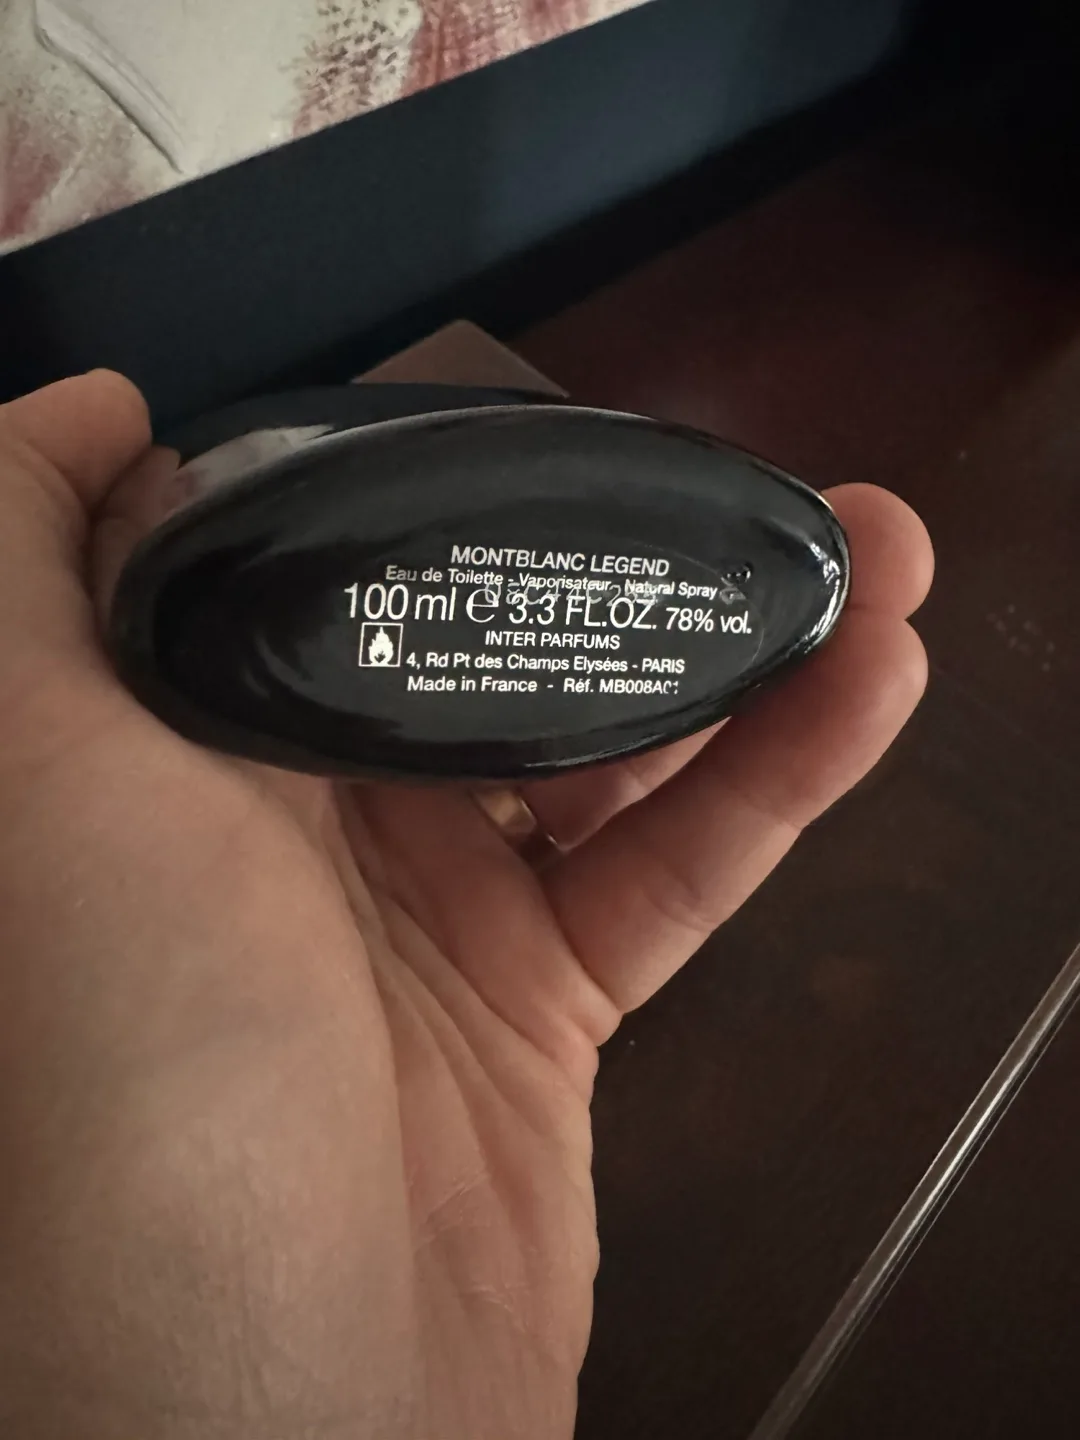 MONTBLANC LEGEND
Eau de Toilette - Vaporisateur - Natural Spray
100 ml ℮ 3.3 FL.OZ. 78% vol.
INTER PARFUMS
4, Rd Pt des Champs Elysées - PARIS
Made in France - Réf. MB008A01